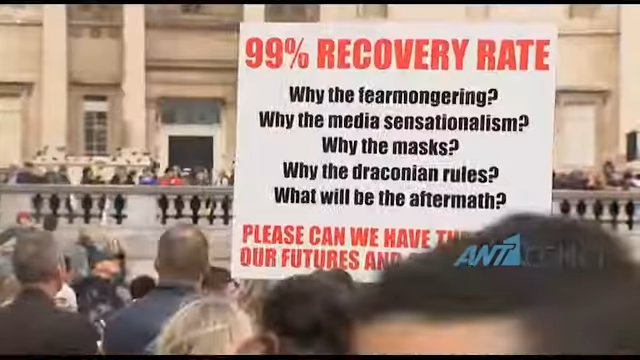 99% RECOVERY RATE
Why the fearmongering?
Why the media sensationalism?
Why the masks?
Why the draconian rules?
What will be the aftermath?
PLEASE CAN WE HAVE
OUR FUTURES AND
ANT1